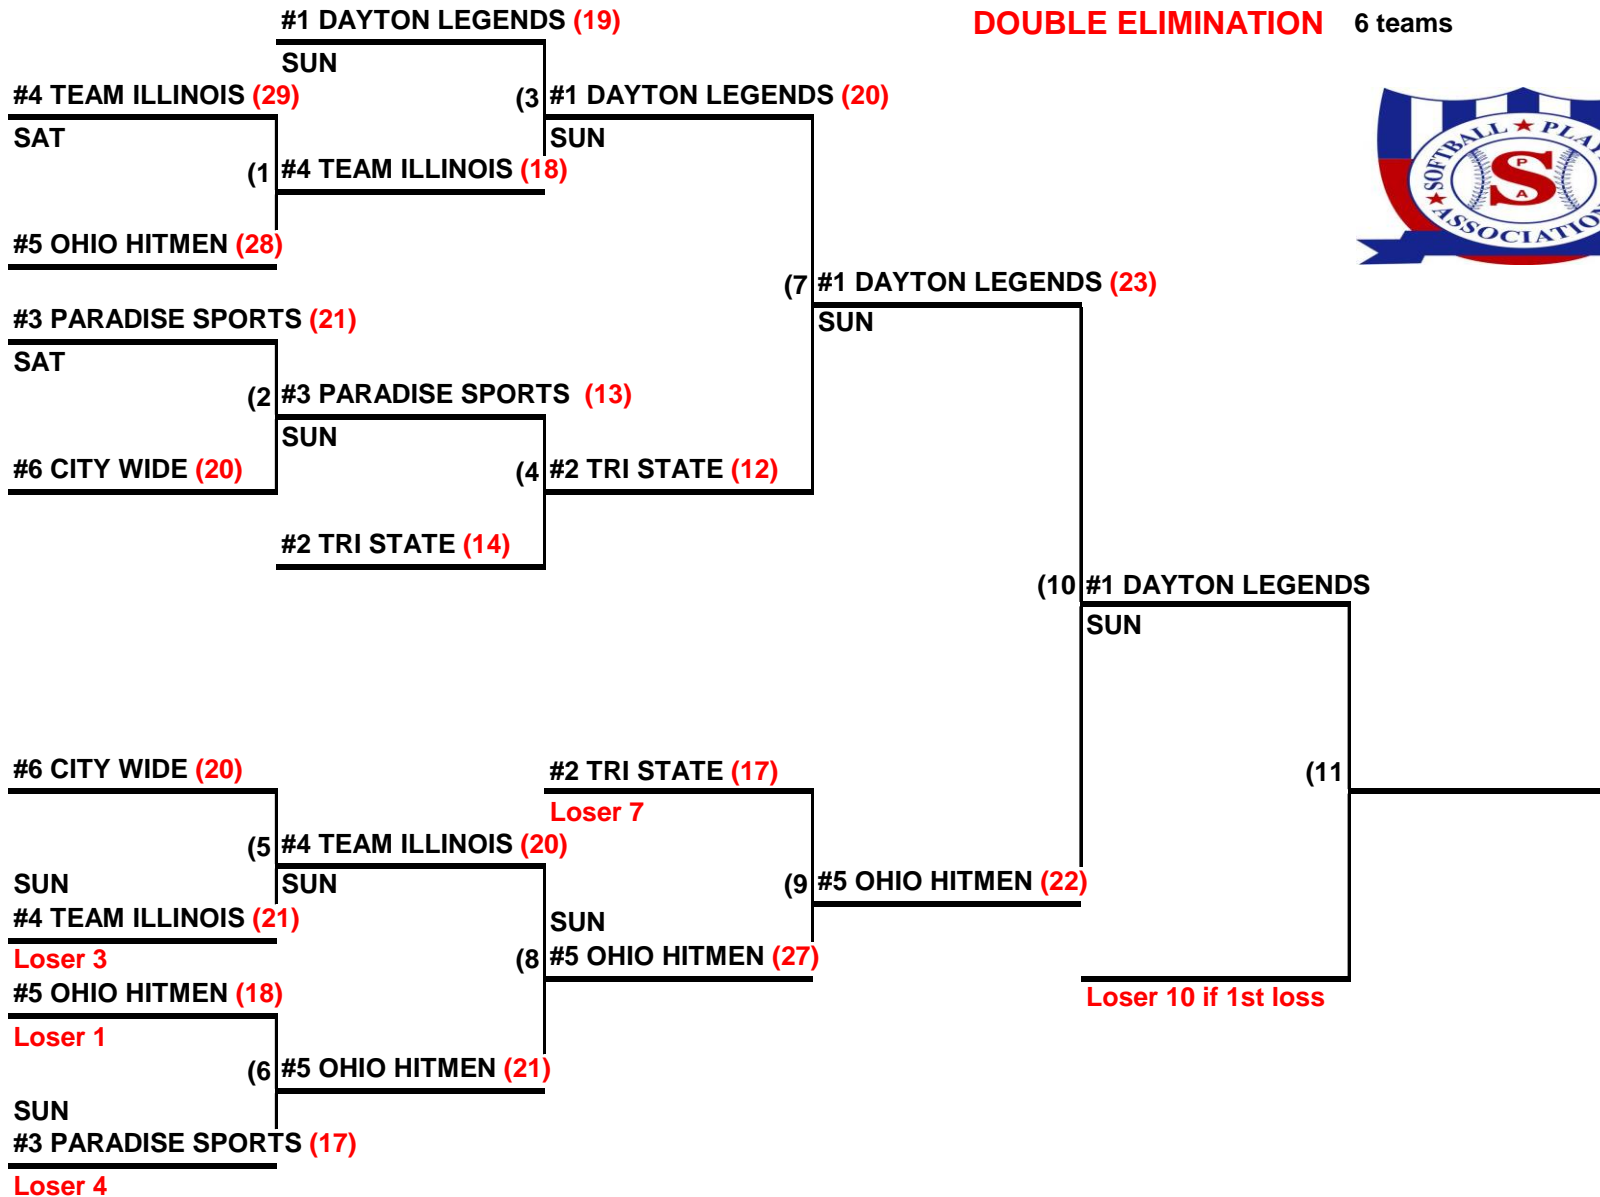 #1 DAYTON LEGENDS (19)
DOUBLE ELIMINATION 6 teams
SUN
#4 TEAM ILLINOIS (29)
(3 #1 DAYTON LEGENDS (20)
SAT
SUN
(1 #4 TEAM ILLINOIS (18)
#5 OHIO HITMEN (28)
SOFTBALL PLAY
S
P
A
ASSOCIATION
(7 #1 DAYTON LEGENDS (23)
#3 PARADISE SPORTS (21)
SUN
SAT
(2 #3 PARADISE SPORTS (13)
SUN
#6 CITY WIDE (20)
(4 #2 TRI STATE (12)
#2 TRI STATE (14)
(10 #1 DAYTON LEGENDS
SUN
#6 CITY WIDE (20)
#2 TRI STATE (17)
(11
Loser 7
(5 #4 TEAM ILLINOIS (20)
SUN
SUN
(9 #5 OHIO HITMEN (22)
#4 TEAM ILLINOIS (21)
SUN
Loser 3
(8 #5 OHIO HITMEN (27)
#5 OHIO HITMEN (18)
Loser 10 if 1st loss
Loser 1
(6 #5 OHIO HITMEN (21)
SUN
#3 PARADISE SPORTS (17)
Loser 4